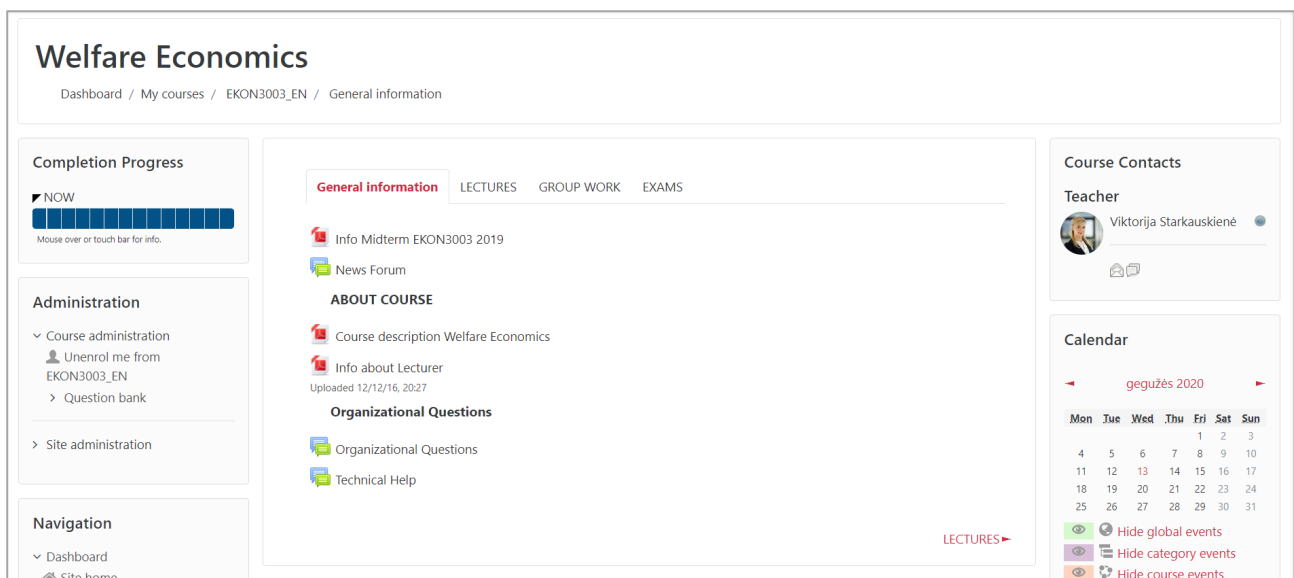 Welfare Economics
Dashboard / My courses / EKON3003_EN / General information
Completion Progress
NOW
Mouse over or touch bar for info.
Administration
Course administration
Unenrol me from
EKON3003_EN
Question bank
Site administration
Navigation
Dashboard
Site home
General information LECTURES GROUP WORK EXAMS
Info Midterm EKON3003 2019
News Forum
ABOUT COURSE
Course description Welfare Economics
Info about Lecturer
Uploaded 12/12/16, 20:27
Organizational Questions
Organizational Questions
Technical Help
LECTURES►
Course Contacts
Teacher
Viktorija Starkauskienė
Calendar
◄ gegužės 2020 ►
Mon Tue Wed Thu Fri Sat Sun
1 2 3
4 5 6 7 8 9 10
11 12 13 14 15 16 17
18 19 20 21 22 23 24
25 26 27 28 29 30 31
Hide global events
Hide category events
Hide course events